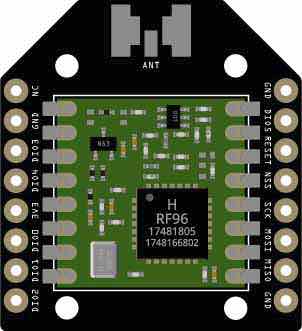 ANT
NC
GND
DIO3
DIO4
3V3
DIO0
DIO1
DIO2
GND
DIO5
RESET
NSS
SCK
MOSI
MISO
GND
N63
H
RF96
17481805
1748166802